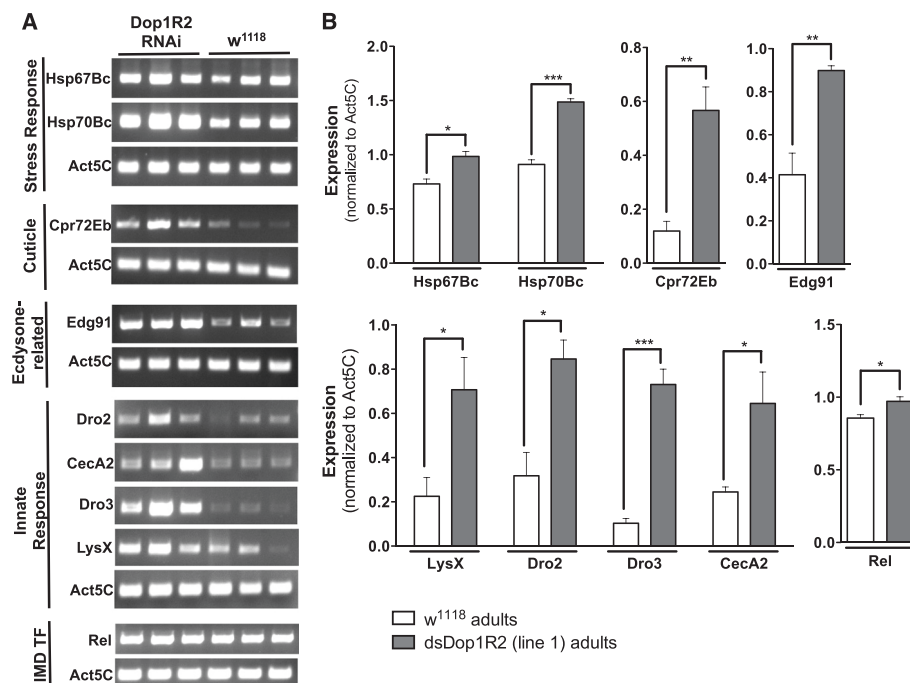 A
Dop1R2
RNAi
w1118
Stress Response
Hsp67Bc
Hsp70Bc
Act5C
Cuticle
Cpr72Eb
Act5C
Ecdysone-
related
Edg91
Act5C
Innate
Response
Dro2
CecA2
Dro3
LysX
Act5C
IMD TF
Rel
Act5C
B
Expression
(normalized to Act5C)
2.0
1.5
1.0
0.5
0.0
*
***
Hsp67Bc
Hsp70Bc
0.8
0.6
0.4
0.2
0.0
**
Cpr72Eb
1.0
0.8
0.6
0.4
0.2
0.0
**
Edg91
Expression
(normalized to Act5C)
1.0
0.8
0.6
0.4
0.2
0.0
*
*
***
*
LysX
Dro2
Dro3
CecA2
1.5
1.0
0.5
0.0
*
Rel
w1118 adults
dsDop1R2 (line 1) adults